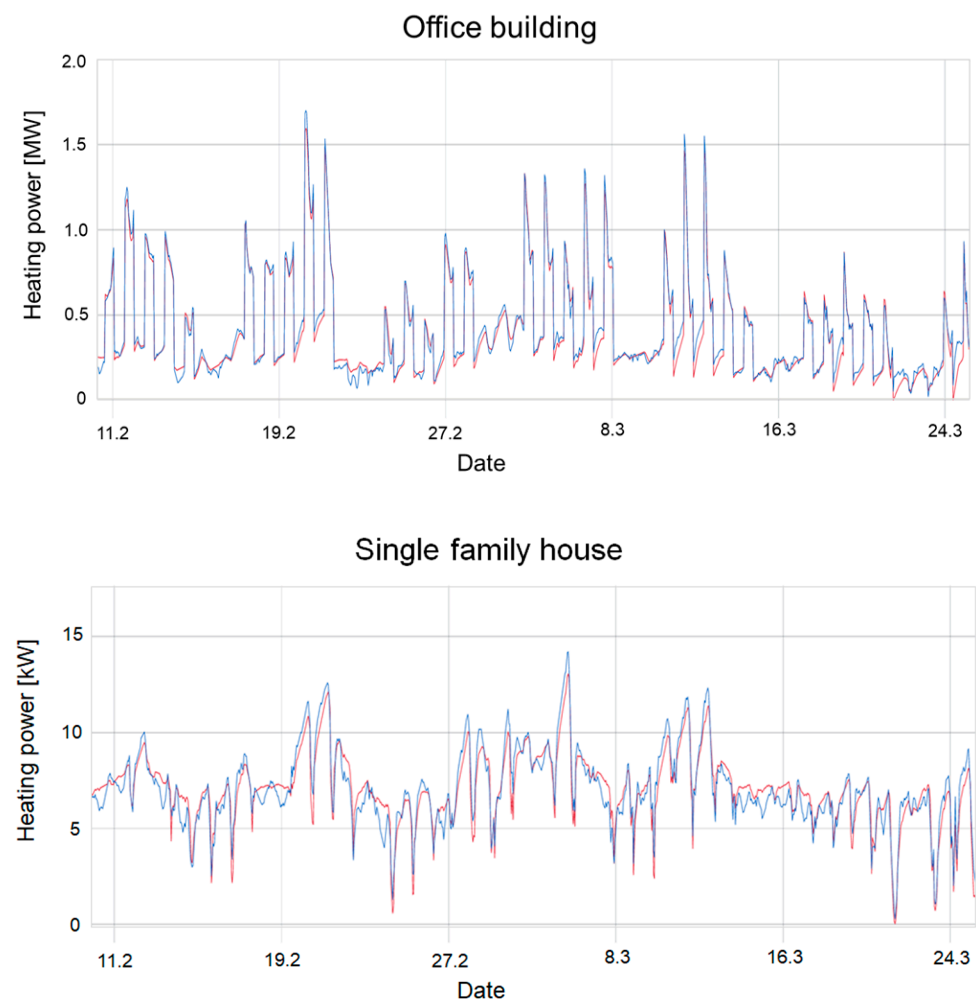 Office building
Heating power [MW]
2.0
1.5
1.0
0.5
0
11.2 19.2 27.2 8.3 16.3 24.3
Date
Single family house
Heating power [kW]
15
10
5
0
11.2 19.2 27.2 8.3 16.3 24.3
Date